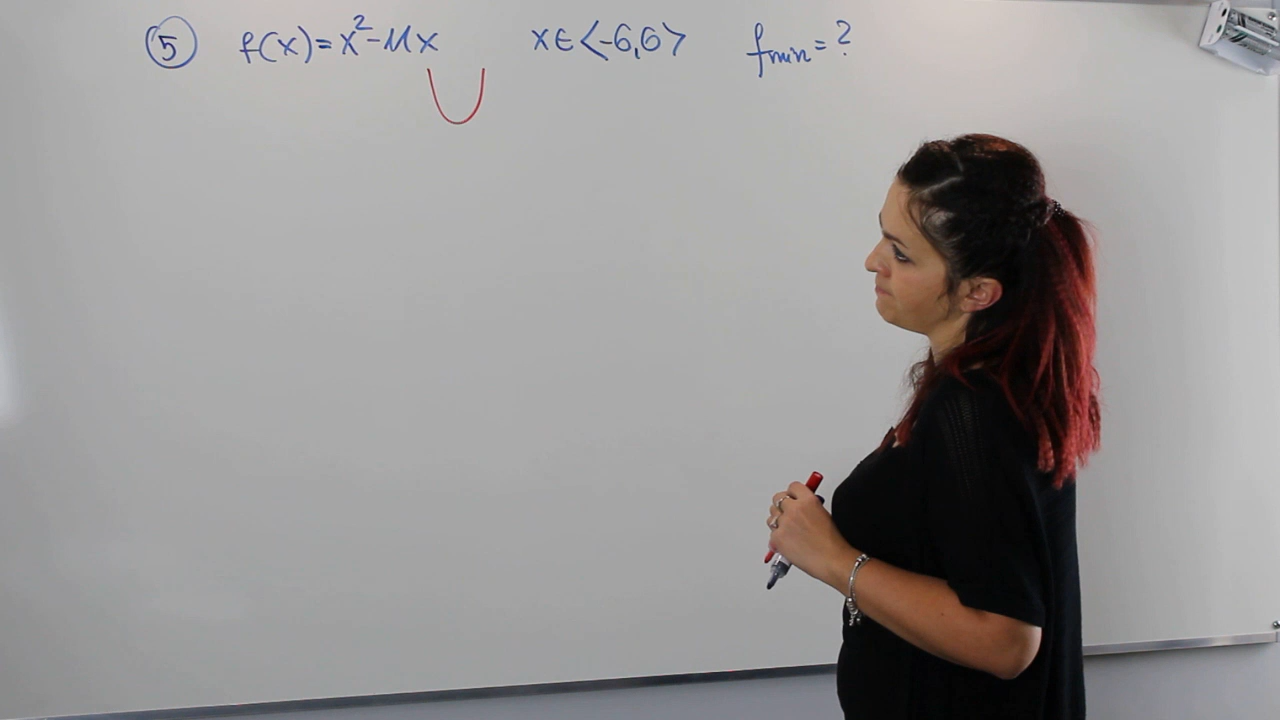 ⑤ f(x)=x²-11x x∈<-6,6> fmin=?